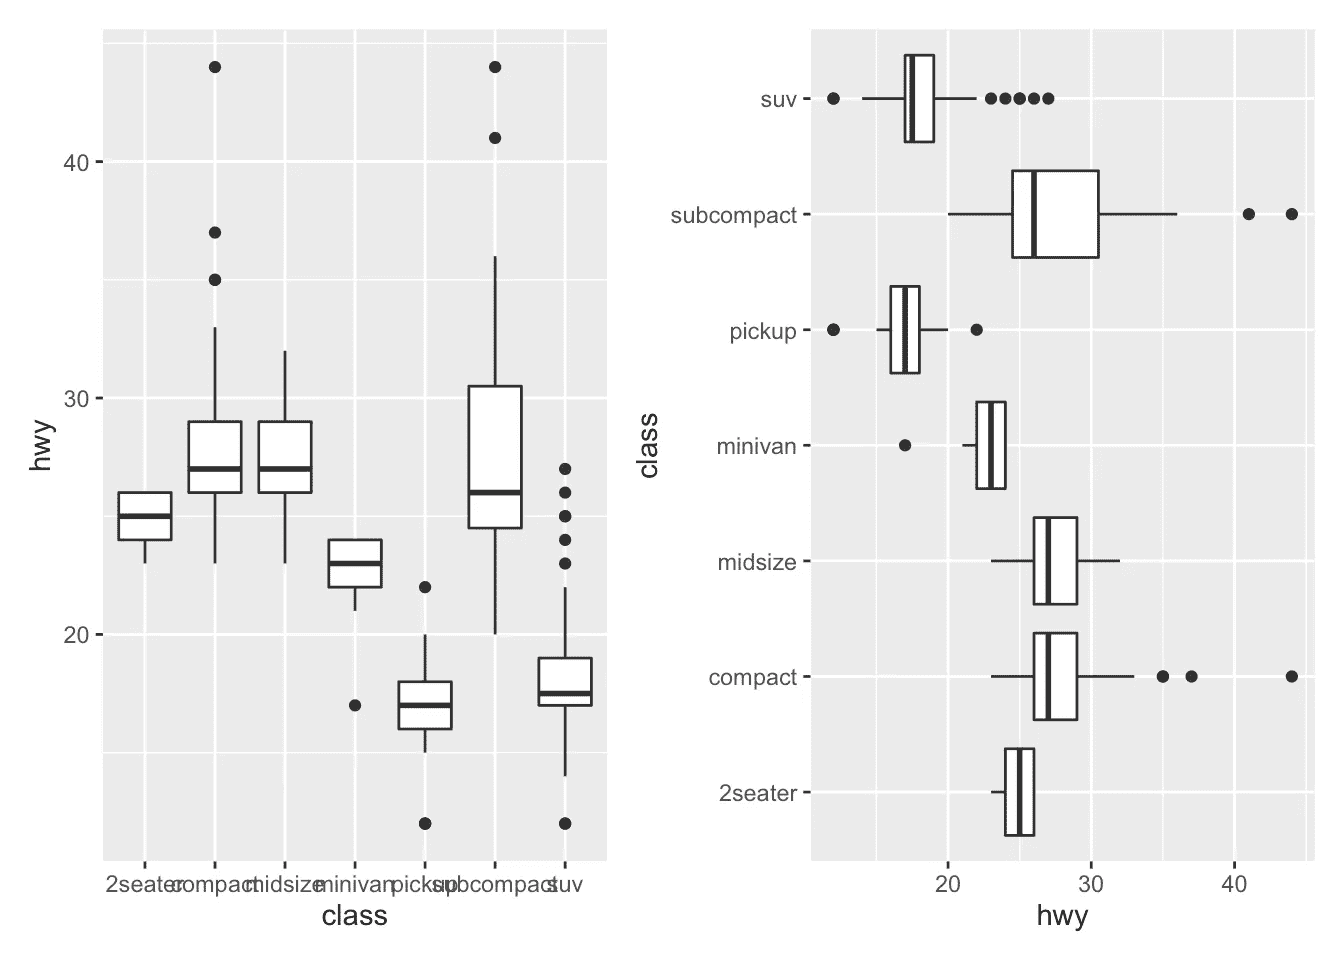 40
30
20
hwy
2seater compact midsize minivan pickup subcompact suv
class
suv
subcompact
pickup
minivan
midsize
compact
2seater
class
20 30 40
hwy